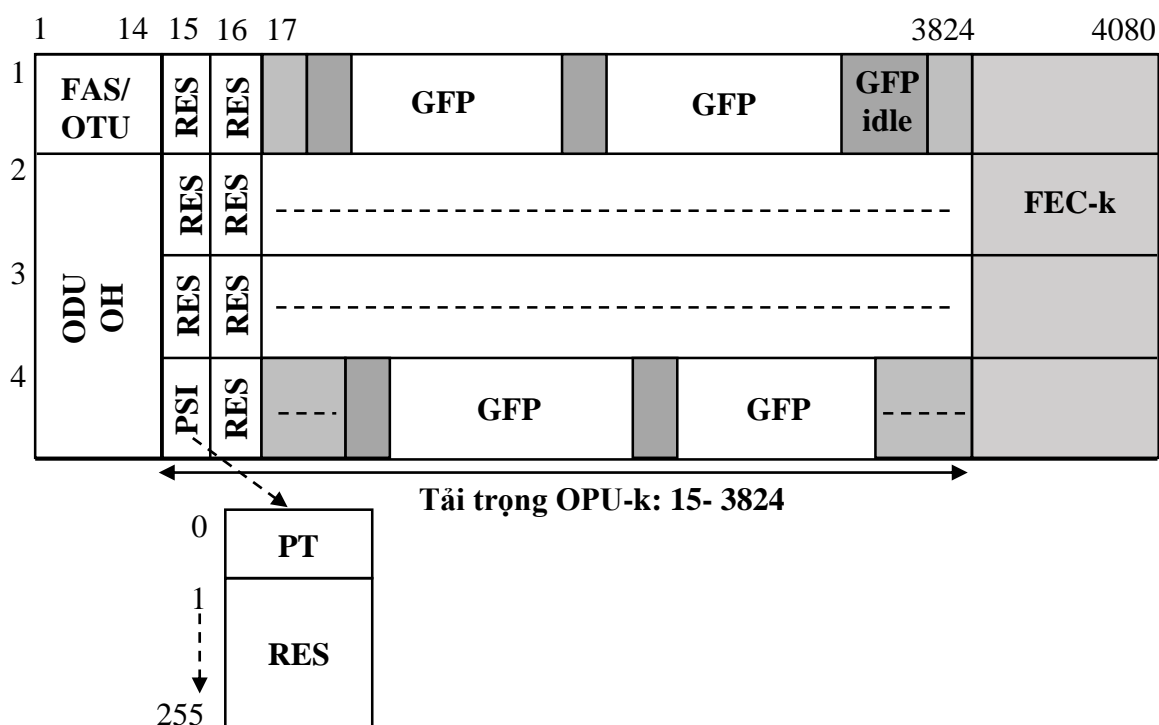 1 14 15 16 17 3824 4080
1 FAS/ OTU RES RES GFP GFP GFP idle
2 RES RES FEC-k
ODU OH
3 RES RES
4 PSI RES GFP GFP
Tải trọng OPU-k: 15- 3824
0 PT
1
RES
255